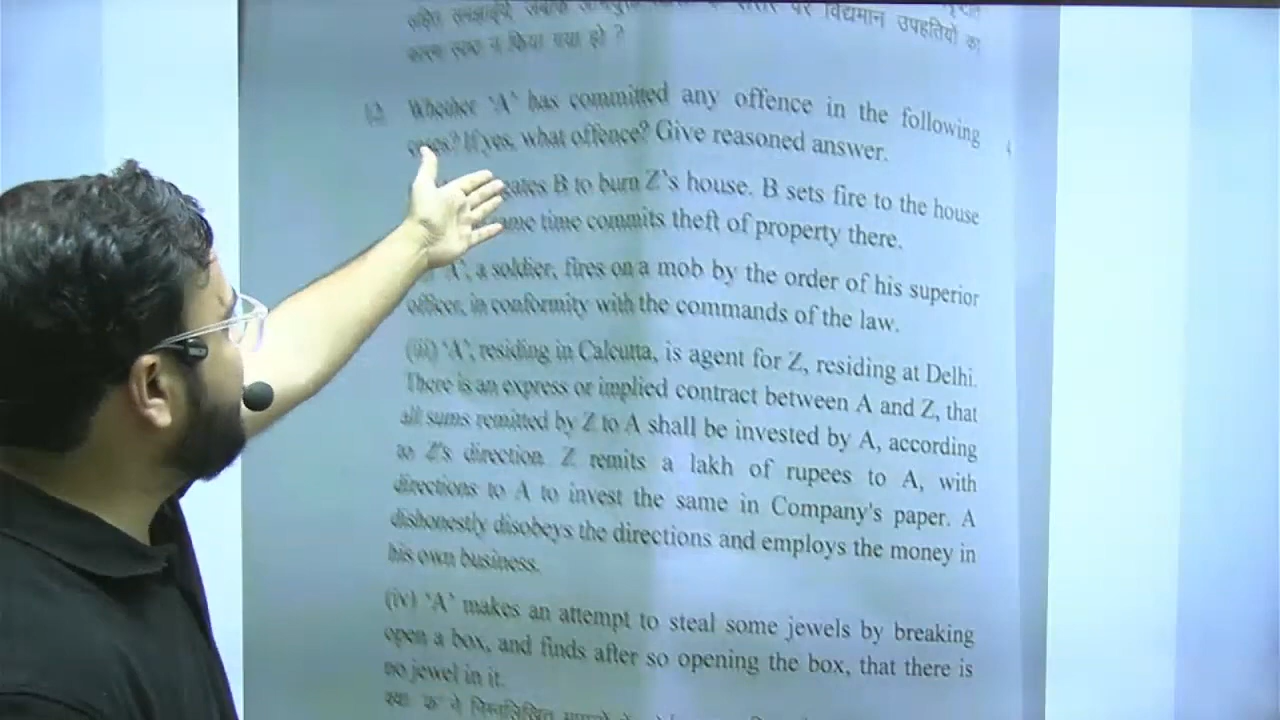 पर विद्यमान उपहतियों का
कारण स्पष्ट न किया गया हो ?
Whether 'A' has committed any offence in the following
cases? If yes, what offence? Give reasoned answer.
B to burn Z's house. B sets fire to the house
time commits theft of property there.
'A', a soldier, fires on a mob by the order of his superior
officer, in conformity with the commands of the law.
(iii) 'A', residing in Calcutta, is agent for Z, residing at Delhi.
There is an express or implied contract between A and Z, that
all sums remitted by Z to A shall be invested by A, according
to Z's direction. Z remits a lakh of rupees to A, with
directions to A to invest the same in Company's paper. A
dishonestly disobeys the directions and employs the money in
his own business.
(iv) 'A' makes an attempt to steal some jewels by breaking
open a box, and finds after so opening the box, that there is
no jewel in it.
क्या 'क' ने निम्नलिखित